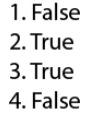 1. False
2. True
3. True
4. False